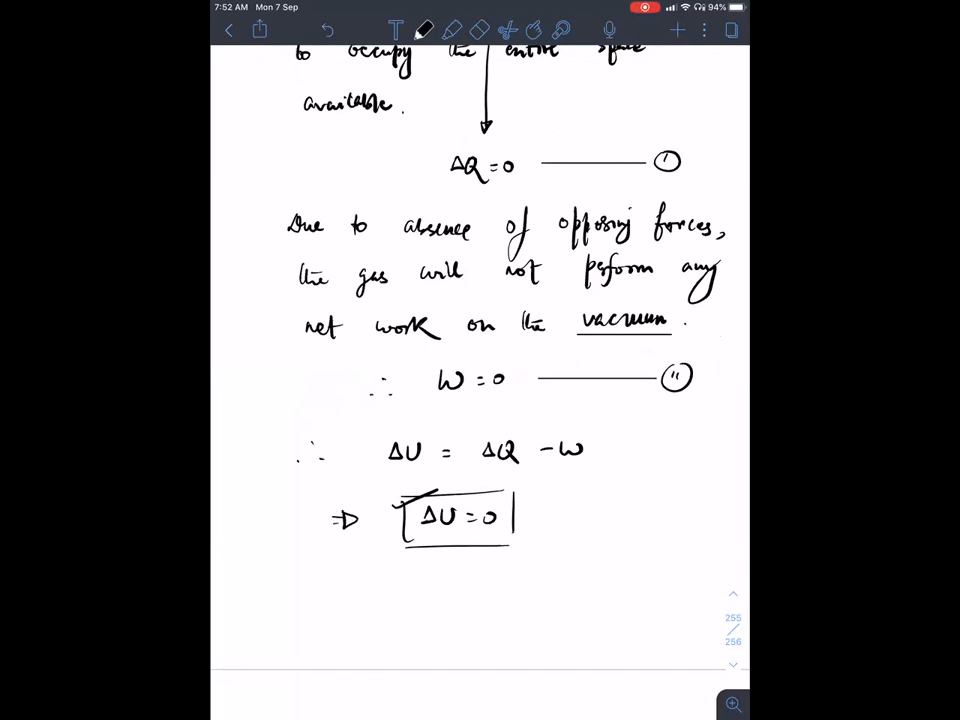 7:52 AM Mon 7 Sep
94%
T
to occupy the entire space
available.
ΔQ = 0 ——— (i)
Due to absence of opposing forces,
the gas will not perform any
net work on the vacuum.
∴ W = 0 ——— (ii)
∴ ΔU = ΔQ - W
⇒ ΔU = 0
255
/
256